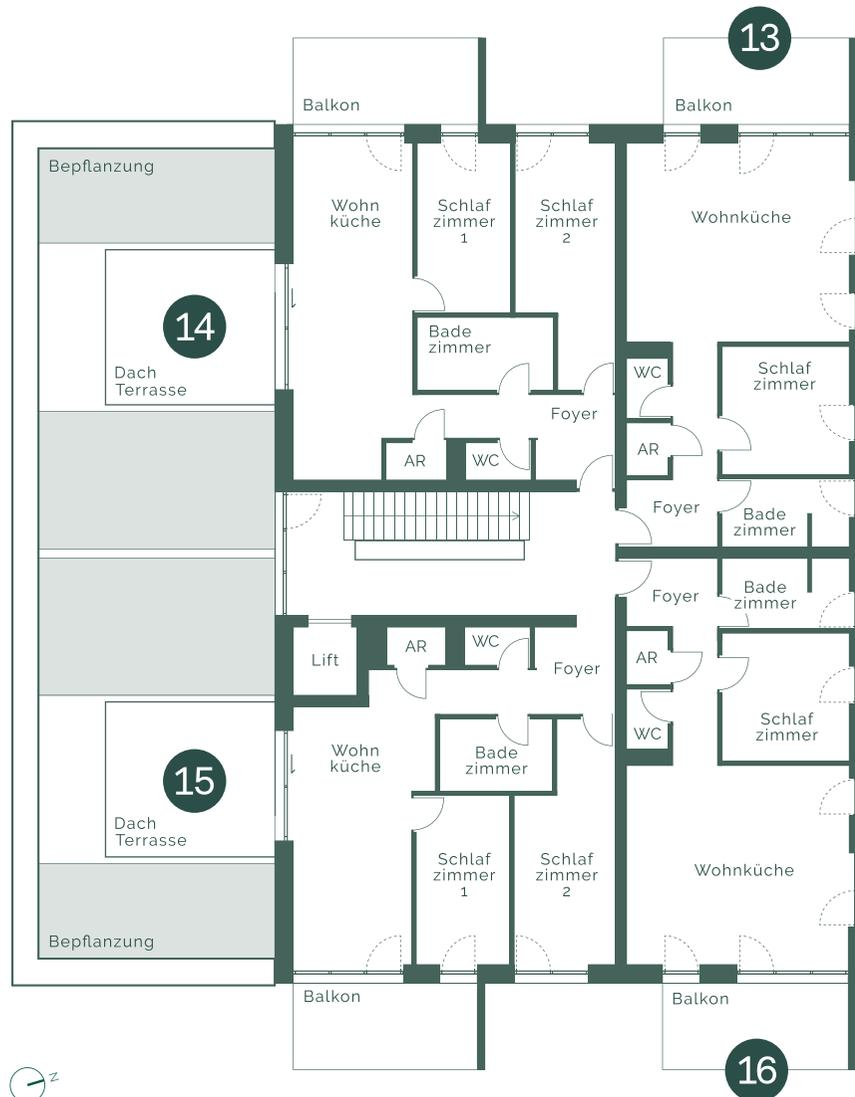 13
Balkon
Balkon
Bepflanzung
Wohn
küche
Schlaf
zimmer
1
Schlaf
zimmer
2
Wohnküche
14
Dach
Terrasse
Bade
zimmer
WC
Schlaf
zimmer
Foyer
AR
WC
AR
Foyer
Bade
zimmer
Foyer
Bade
zimmer
Lift
AR
WC
Foyer
AR
WC
Schlaf
zimmer
Wohn
küche
Bade
zimmer
15
Dach
Terrasse
Schlaf
zimmer
1
Schlaf
zimmer
2
Wohnküche
Bepflanzung
Balkon
Balkon
16
N